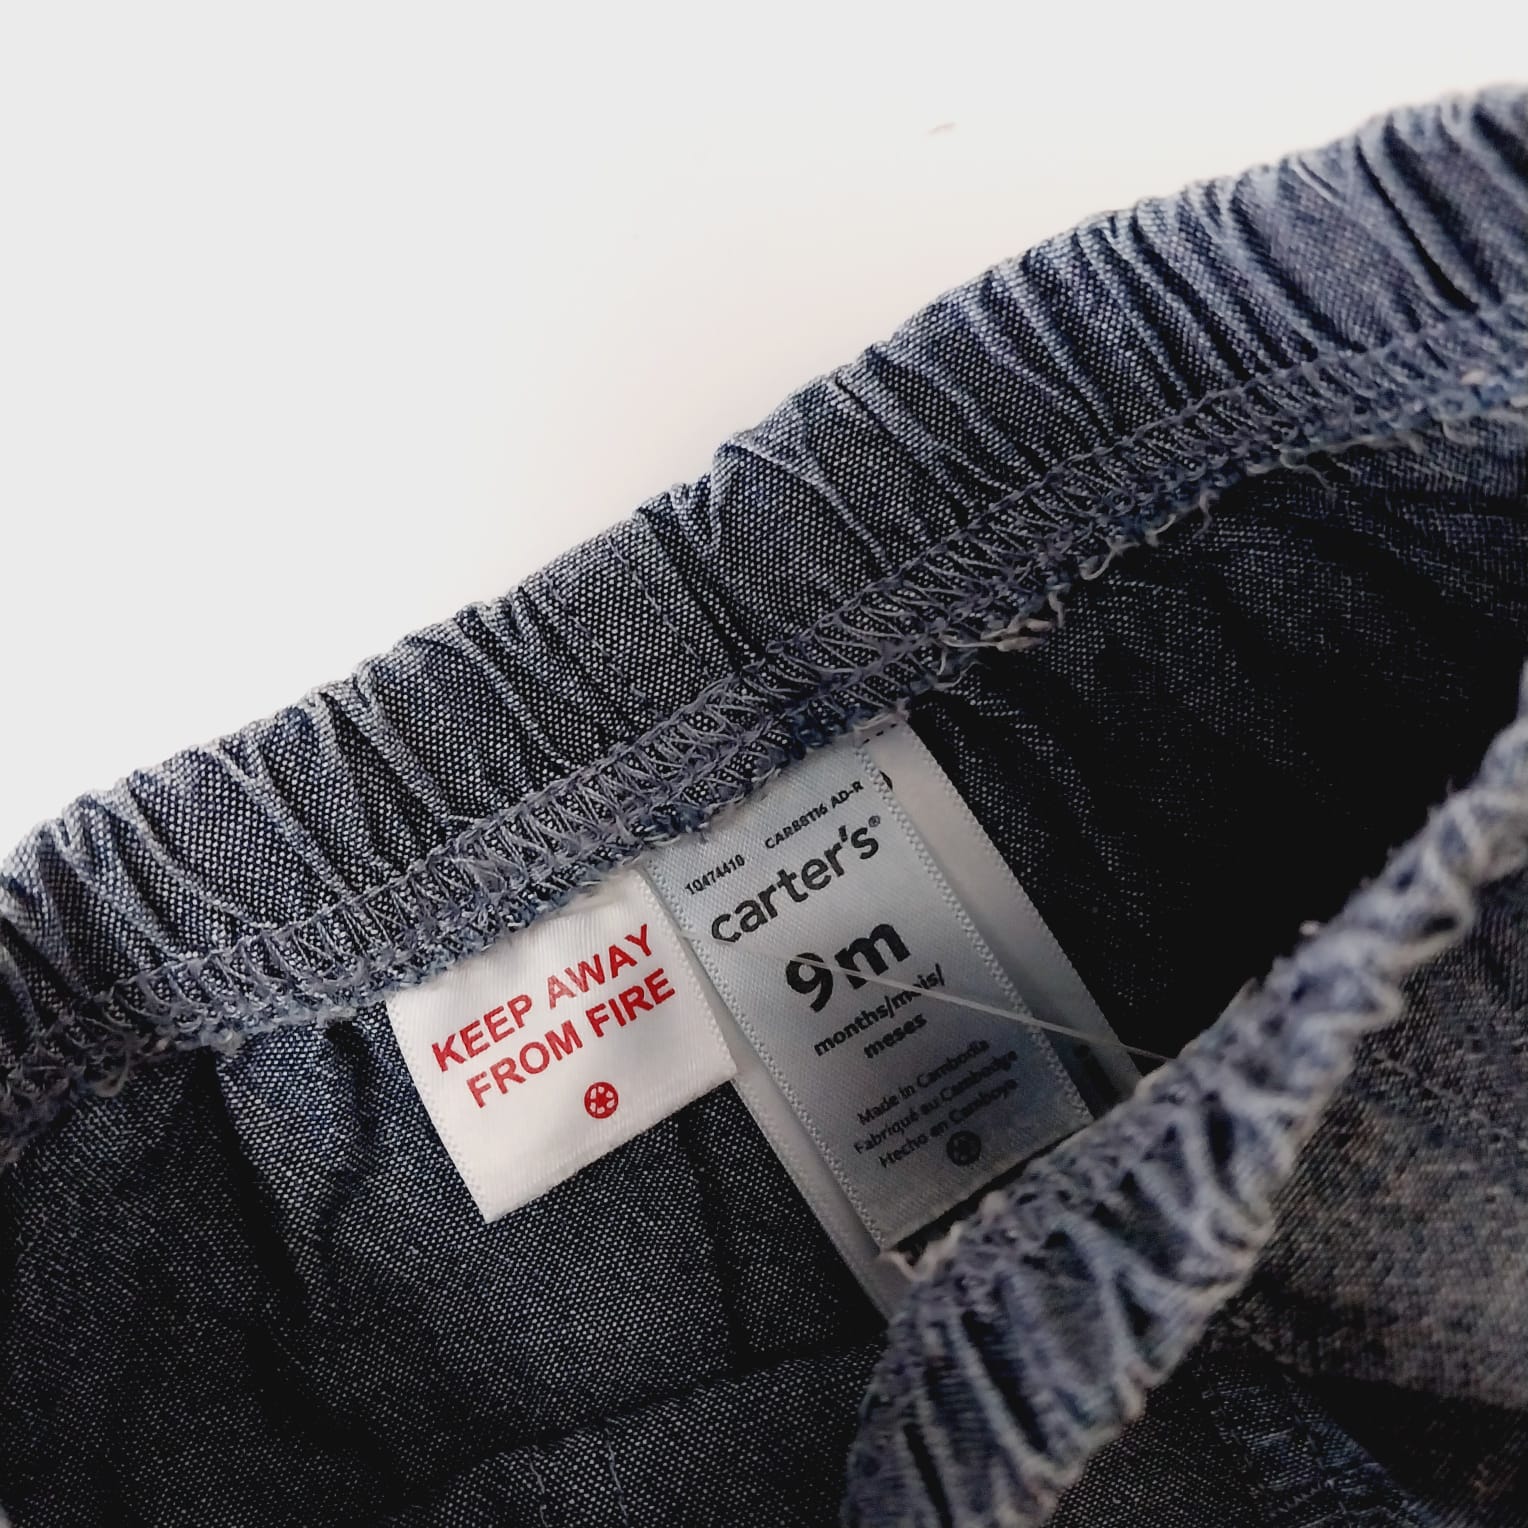 KEEP AWAY
FROM FIRE
10474410 CAR88116 AD-R
carter's®
9m
months/mois/
meses
Made in Cambodia
Fabriqué au Cambodge
Hecho en Camboya